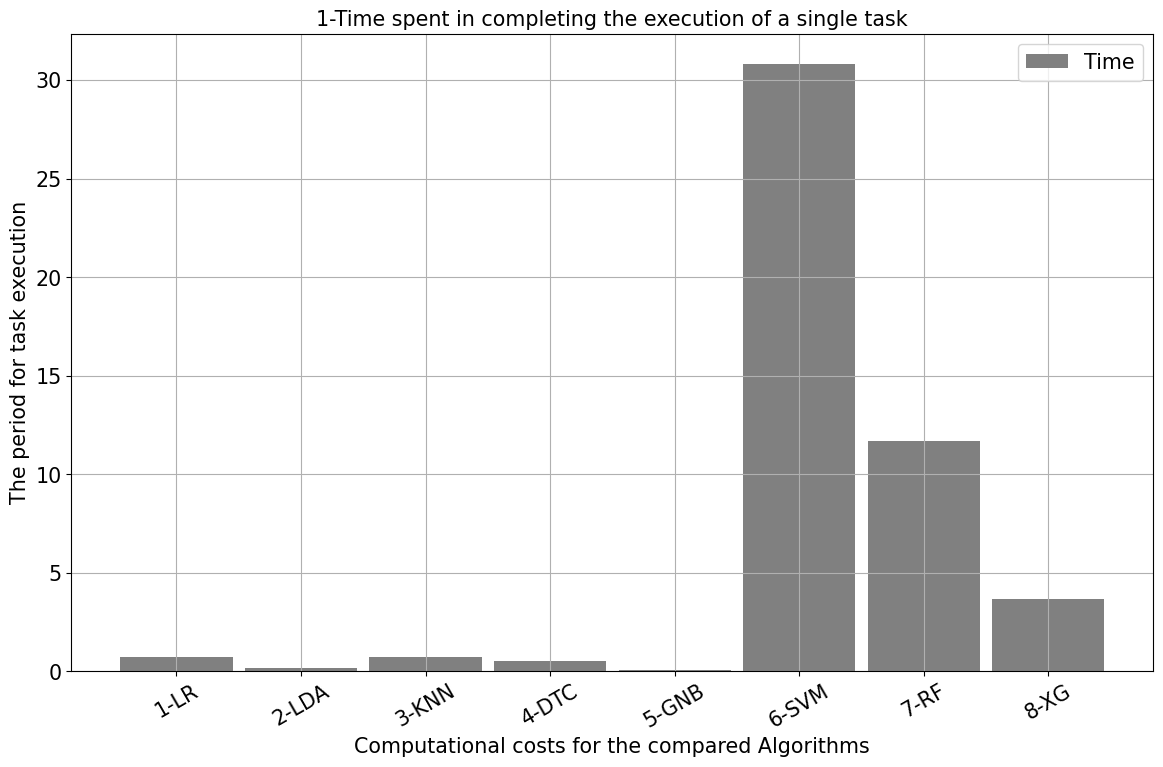 1-Time spent in completing the execution of a single task
Time
The period for task execution
30
25
20
15
10
5
0
1-LR
2-LDA
3-KNN
4-DTC
5-GNB
6-SVM
7-RF
8-XG
Computational costs for the compared Algorithms